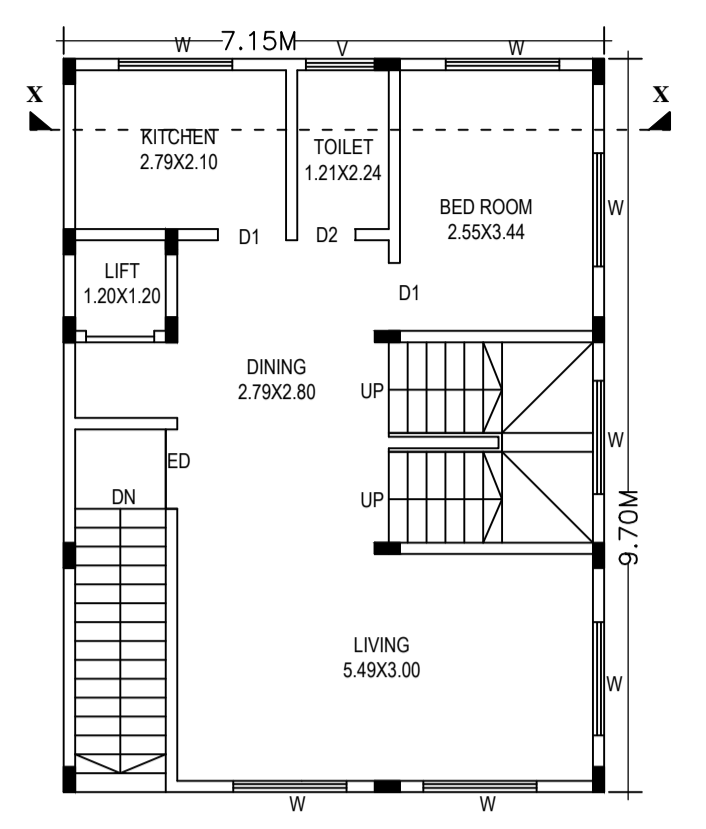 W
7.15M
V
W
X
X
KITCHEN
2.79X2.10
TOILET
1.21X2.24
BED ROOM
2.55X3.44
W
D1
D2
LIFT
1.20X1.20
D1
DINING
2.79X2.80
UP
W
ED
DN
UP
9.70M
LIVING
5.49X3.00
W
W
W